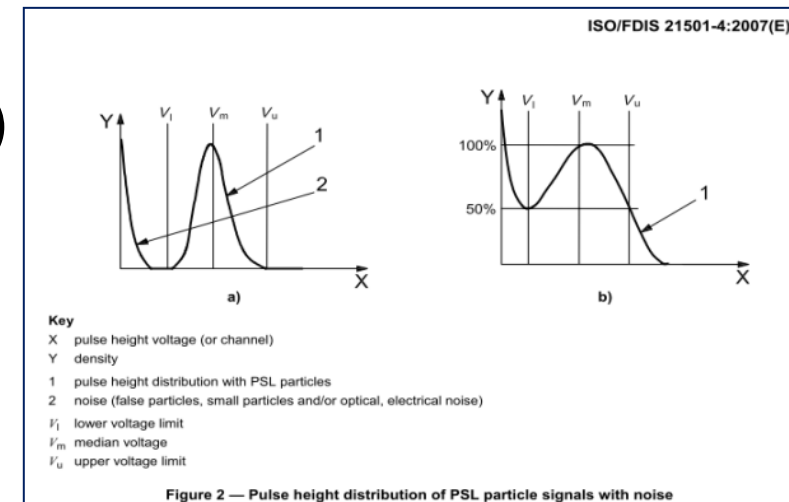 ISO/FDIS 21501-4:2007(E)
Y
Vl
Vm
Vu
1
2
X
a)
Y
Vl
Vm
Vu
100%
50%
1
X
b)
Key
X pulse height voltage (or channel)
Y density
1 pulse height distribution with PSL particles
2 noise (false particles, small particles and/or optical, electrical noise)
Vl lower voltage limit
Vm median voltage
Vu upper voltage limit
Figure 2 — Pulse height distribution of PSL particle signals with noise